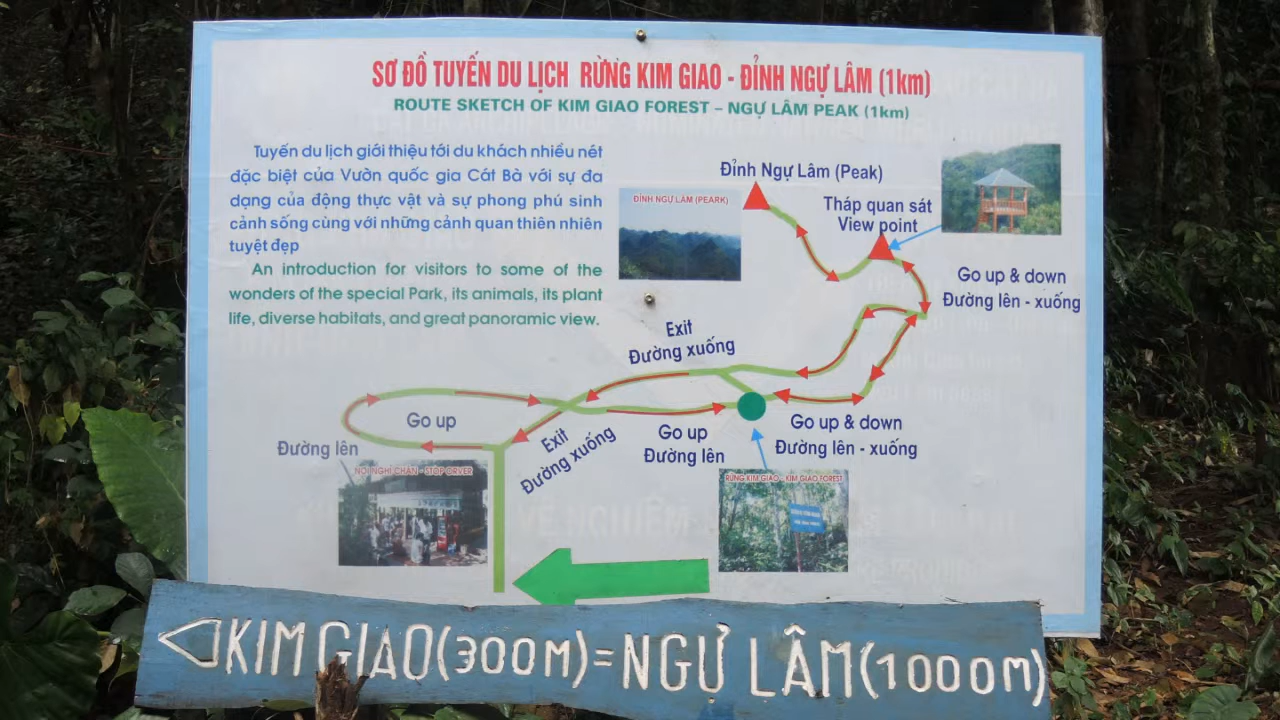 SƠ ĐỒ TUYẾN DU LỊCH RỪNG KIM GIAO - ĐỈNH NGỰ LÂM (1km)
ROUTE SKETCH OF KIM GIAO FOREST – NGỰ LÂM PEAK (1km)
Tuyến du lịch giới thiệu tới du khách nhiều nét
đặc biệt của Vườn quốc gia Cát Bà với sự đa
dạng của động thực vật và sự phong phú sinh
cảnh sống cùng với những cảnh quan thiên nhiên
tuyệt đẹp
An introduction for visitors to some of the
wonders of the special Park, its animals, its plant
life, diverse habitats, and great panoramic view.
ĐỈNH NGỰ LÂM (PEARK)
Đỉnh Ngự Lâm (Peak)
Tháp quan sát
View point
Go up & down
Đường lên - xuống
Exit
Đường xuống
Go up
Đường lên
Exit
Đường xuống
Go up
Đường lên
Go up & down
Đường lên - xuống
NƠI NGHỈ CHÂN - STOP ORVER
RỪNG KIM GIAO - KIM GIAO FOREST
KIM GIAO(300M)=NGỰ LÂM(1000M)